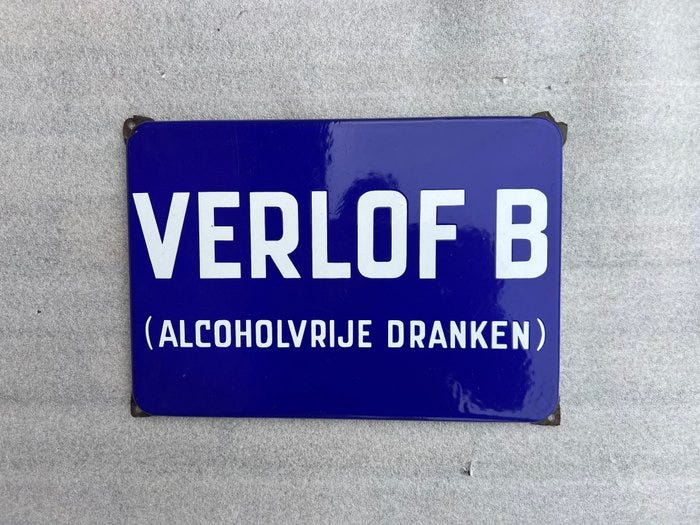 VERLOF B
(ALCOHOLVRIJE DRANKEN)